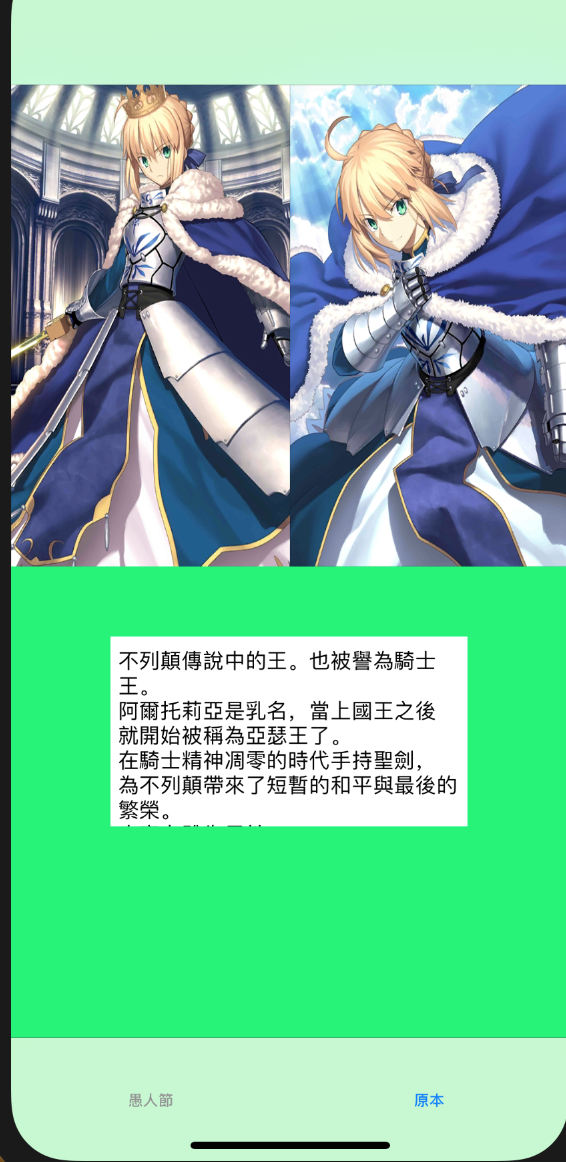 不列顛傳說中的王。也被譽為騎士
王。
阿爾托莉亞是乳名，當上國王之後
就開始被稱為亞瑟王了。
在騎士精神凋零的時代手持聖劍，
為不列顛帶來了短暫的和平與最後的
繁榮。
愚人節
原本